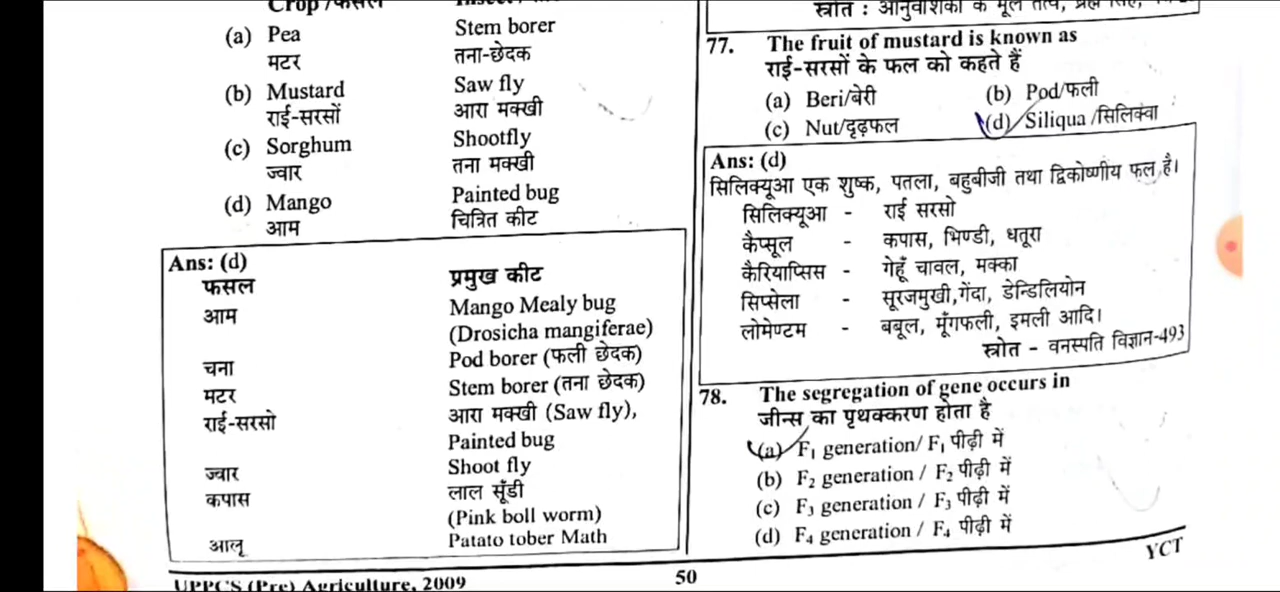 Crop /फसल
(a) Pea Stem borer
मटर तना-छेदक
(b) Mustard Saw fly
राई-सरसों आरा मक्खी
(c) Sorghum Shootfly
ज्वार तना मक्खी
(d) Mango Painted bug
आम चित्रित कीट
Ans: (d)
फसल प्रमुख कीट
आम Mango Mealy bug
(Drosicha mangiferae)
चना Pod borer (फली छेदक)
मटर Stem borer (तना छेदक)
राई-सरसो आरा मक्खी (Saw fly),
Painted bug
ज्वार Shoot fly
कपास लाल सूँडी
(Pink boll worm)
आलू Patato tober Math
स्रोत : आनुवांशिकी के मूल तत्व,
77. The fruit of mustard is known as
राई-सरसों के फल को कहते हैं
(a) Beri/बेरी (b) Pod/फली
(c) Nut/दृढ़फल (d) Siliqua /सिलिक्वा
Ans: (d)
सिलिक्यूआ एक शुष्क, पतला, बहुबीजी तथा द्विकोष्णीय फल है।
सिलिक्यूआ - राई सरसो
कैप्सूल - कपास, भिण्डी, धतूरा
कैरियाप्सिस - गेहूँ चावल, मक्का
सिप्सेला - सूरजमुखी,गेंदा, डेन्डिलियोन
लोमेण्टम - बबूल, मूँगफली, इमली आदि।
स्त्रोत - वनस्पति विज्ञान-493
78. The segregation of gene occurs in
जीन्स का पृथक्करण होता है
(a) F₁ generation/ F₁ पीढ़ी में
(b) F₂ generation / F₂ पीढ़ी में
(c) F₃ generation / F₃ पीढ़ी में
(d) F₄ generation / F₄ पीढ़ी में
UPPCS (Pre) Agriculture, 2009 50 YCT